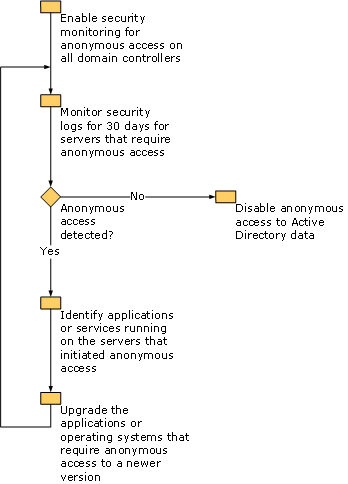 Enable security
monitoring for
anonymous access on
all domain controllers
Monitor security
logs for 30 days for
servers that require
anonymous access
No
Anonymous
access
detected?
Disable anonymous
access to Active
Directory data
Yes
Identify applications
or services running
on the servers that
initiated anonymous
access
Upgrade the
applications or
operating systems that
require anonymous
access to a newer
version